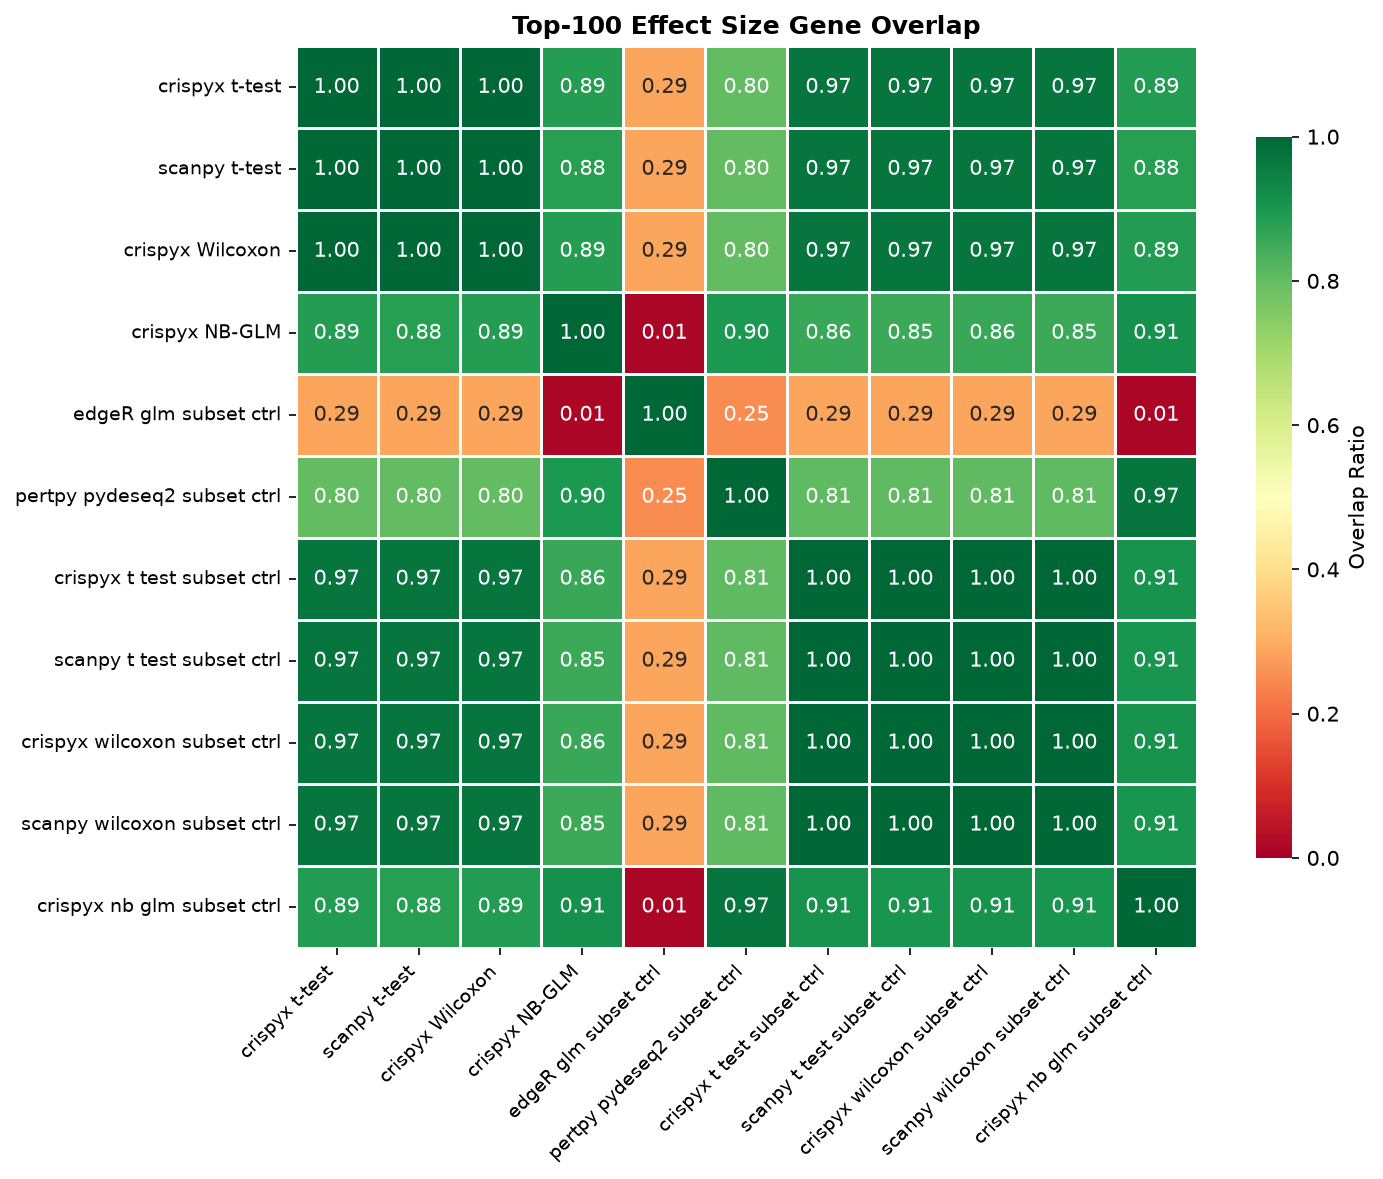 Top-100 Effect Size Gene Overlap
crispyx t-test 1.00 1.00 1.00 0.89 0.29 0.80 0.97 0.97 0.97 0.97 0.89
scanpy t-test 1.00 1.00 1.00 0.88 0.29 0.80 0.97 0.97 0.97 0.97 0.88
crispyx Wilcoxon 1.00 1.00 1.00 0.89 0.29 0.80 0.97 0.97 0.97 0.97 0.89
crispyx NB-GLM 0.89 0.88 0.89 1.00 0.01 0.90 0.86 0.85 0.86 0.85 0.91
edgeR glm subset ctrl 0.29 0.29 0.29 0.01 1.00 0.25 0.29 0.29 0.29 0.29 0.01
pertpy pydeseq2 subset ctrl 0.80 0.80 0.80 0.90 0.25 1.00 0.81 0.81 0.81 0.81 0.97
crispyx t test subset ctrl 0.97 0.97 0.97 0.86 0.29 0.81 1.00 1.00 1.00 1.00 0.91
scanpy t test subset ctrl 0.97 0.97 0.97 0.85 0.29 0.81 1.00 1.00 1.00 1.00 0.91
crispyx wilcoxon subset ctrl 0.97 0.97 0.97 0.86 0.29 0.81 1.00 1.00 1.00 1.00 0.91
scanpy wilcoxon subset ctrl 0.97 0.97 0.97 0.85 0.29 0.81 1.00 1.00 1.00 1.00 0.91
crispyx nb glm subset ctrl 0.89 0.88 0.89 0.91 0.01 0.97 0.91 0.91 0.91 0.91 1.00
crispyx t-test
scanpy t-test
crispyx Wilcoxon
crispyx NB-GLM
edgeR glm subset ctrl
pertpy pydeseq2 subset ctrl
crispyx t test subset ctrl
scanpy t test subset ctrl
crispyx wilcoxon subset ctrl
scanpy wilcoxon subset ctrl
crispyx nb glm subset ctrl
1.0
0.8
0.6
0.4
0.2
0.0
Overlap Ratio